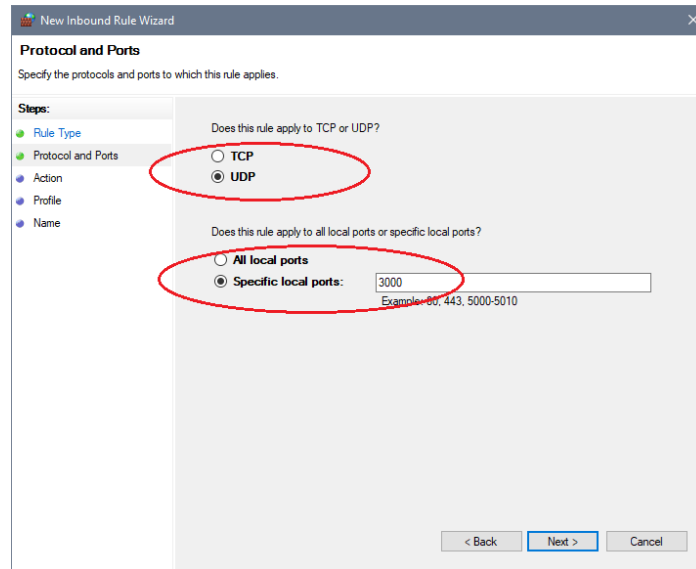 New Inbound Rule Wizard
Protocol and Ports
Specify the protocols and ports to which this rule applies.
Steps:
Rule Type
Protocol and Ports
Action
Profile
Name
Does this rule apply to TCP or UDP?
TCP
UDP
Does this rule apply to all local ports or specific local ports?
All local ports
Specific local ports:
3000
Example: 80, 443, 5000-5010
< Back
Next >
Cancel